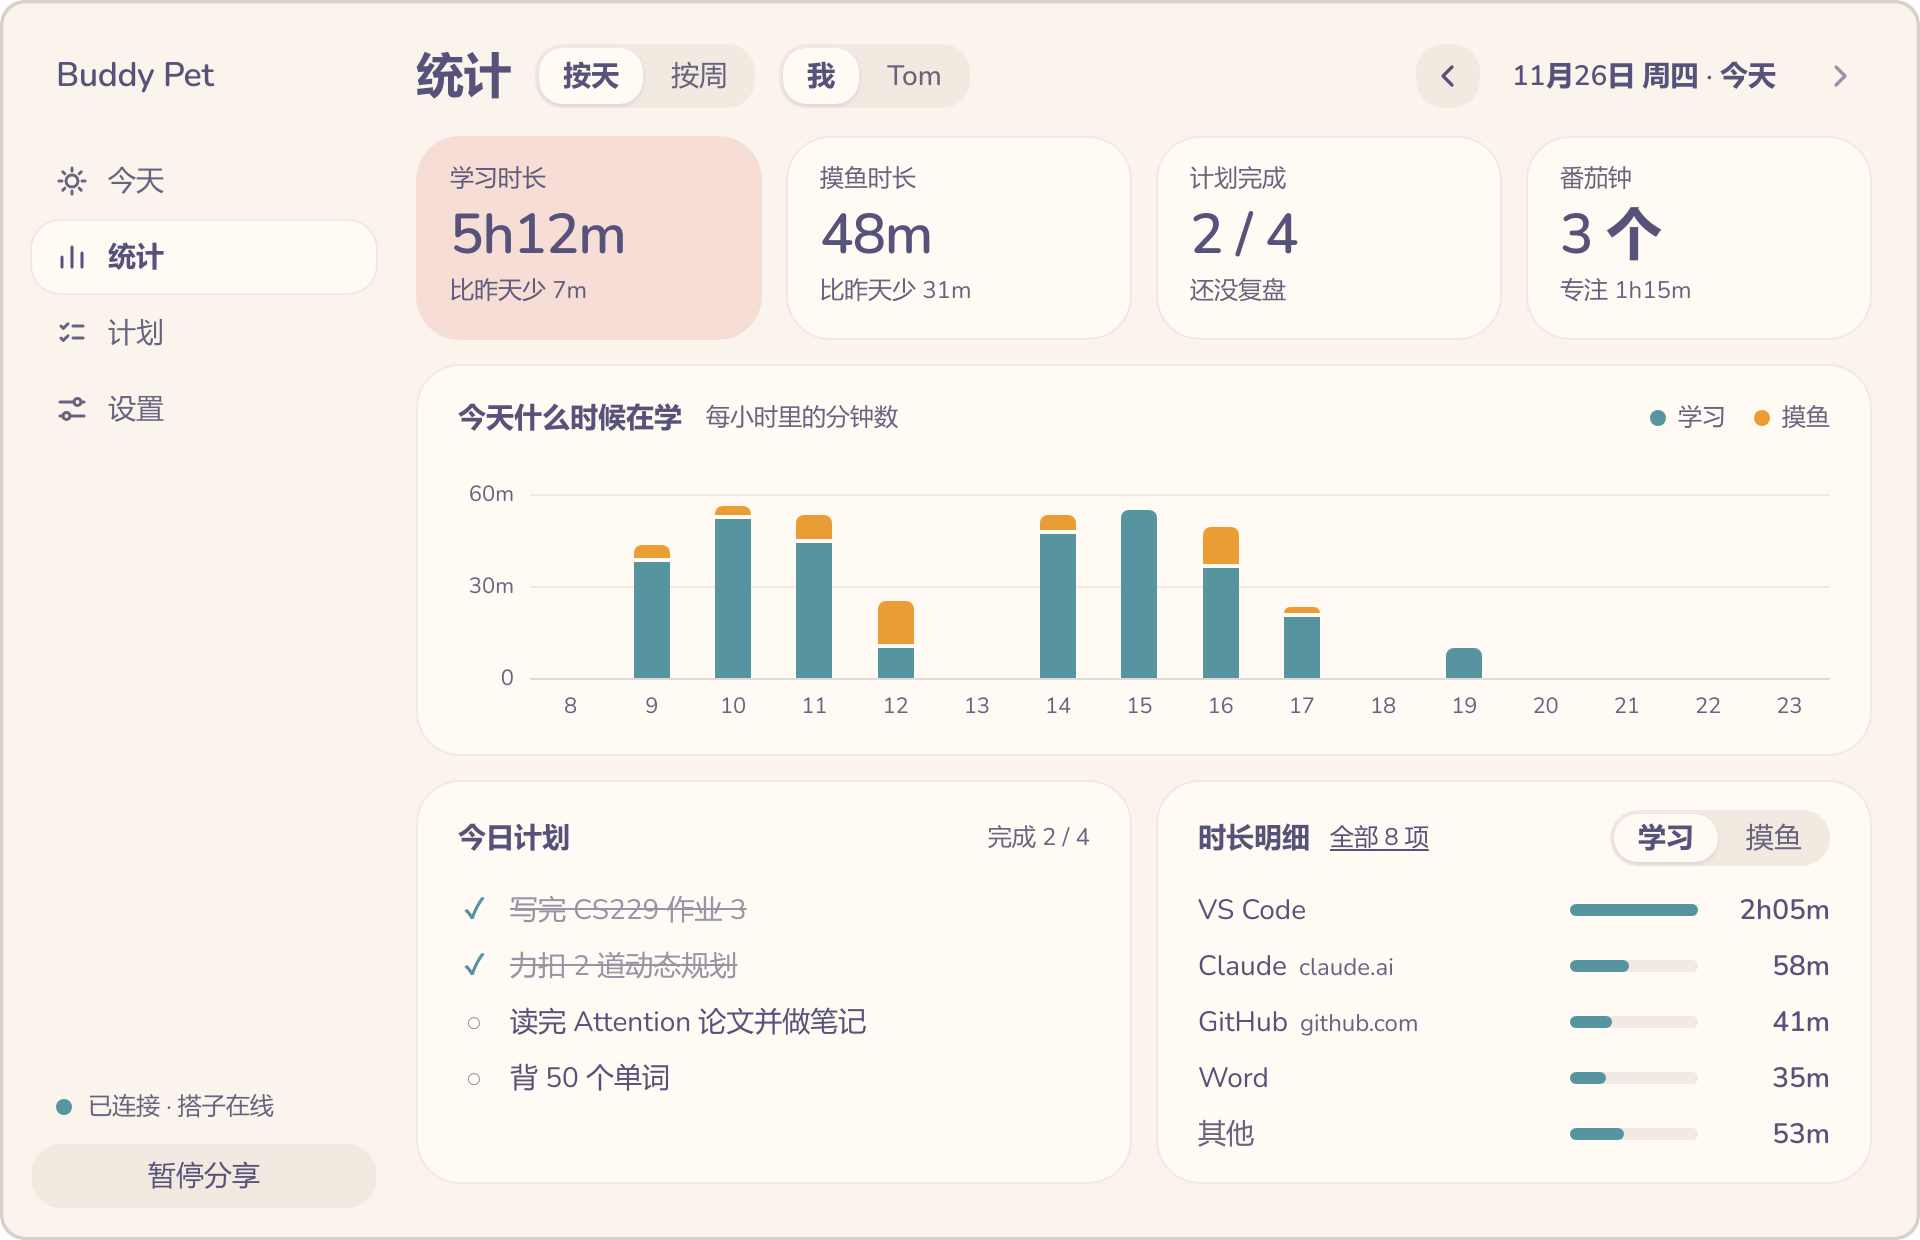 Buddy Pet
今天
统计
计划
设置
已连接 · 搭子在线
暂停分享
统计 按天 按周 我 Tom 11月26日 周四 · 今天
学习时长
5h12m
比昨天少 7m
摸鱼时长
48m
比昨天少 31m
计划完成
2 / 4
还没复盘
番茄钟
3 个
专注 1h15m
今天什么时候在学 每小时里的分钟数 学习 摸鱼
60m
30m
0
8 9 10 11 12 13 14 15 16 17 18 19 20 21 22 23
今日计划 完成 2 / 4
写完 CS229 作业 3
力扣 2 道动态规划
读完 Attention 论文并做笔记
背 50 个单词
时长明细 全部 8 项 学习 摸鱼
VS Code 2h05m
Claude claude.ai 58m
GitHub github.com 41m
Word 35m
其他 53m